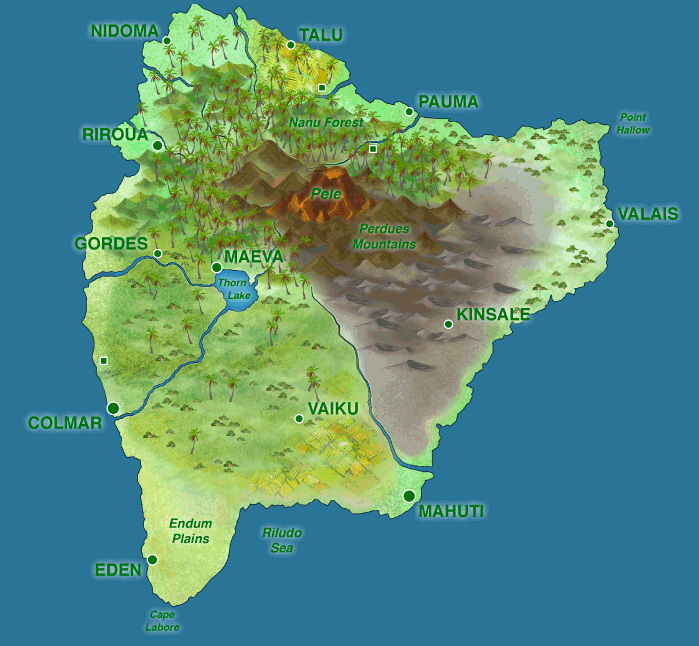 NIDOMA
TALU
PAUMA
Nanu Forest
Point
Hallow
RIROUA
Pele
VALAIS
Perdues
Mountains
GORDES
MAEVA
Thorn
Lake
KINSALE
COLMAR
VAIKU
MAHUTI
Endum
Plains
Riludo
Sea
EDEN
Cape
Labore